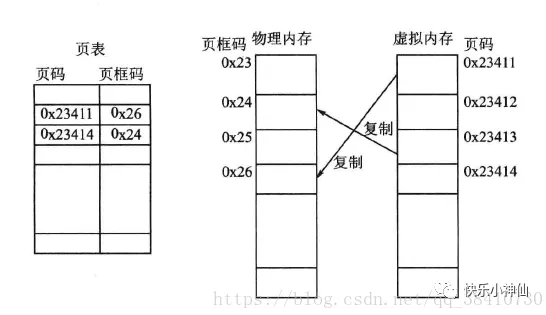 页表
页码 页框码
0x23411 0x26
0x23414 0x24
页框码 物理内存 虚拟内存 页码
0x23 0x23411
0x24 0x23412
复制
0x25 0x23413
复制
0x26 0x23414
快乐小神仙
https://blog.csdn.net/qq_38410730